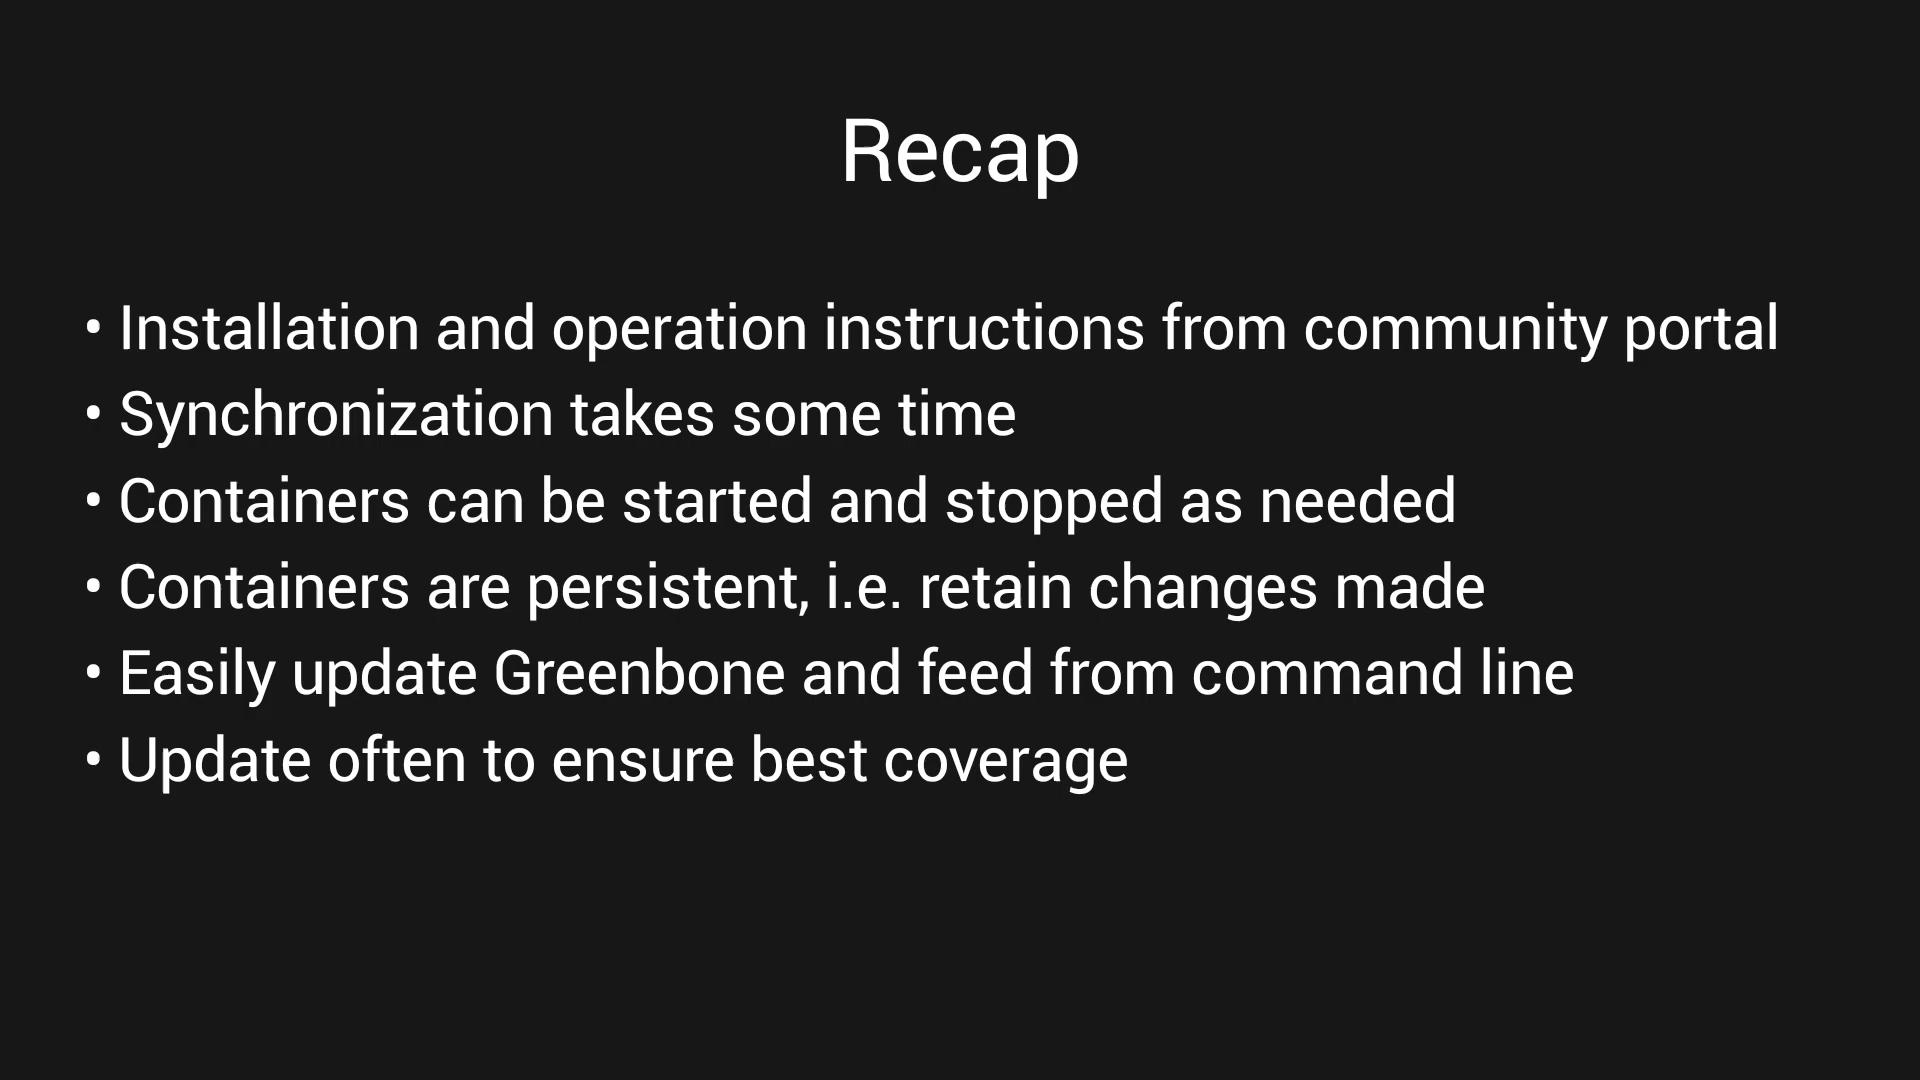 Recap
• Installation and operation instructions from community portal
• Synchronization takes some time
• Containers can be started and stopped as needed
• Containers are persistent, i.e. retain changes made
• Easily update Greenbone and feed from command line
• Update often to ensure best coverage